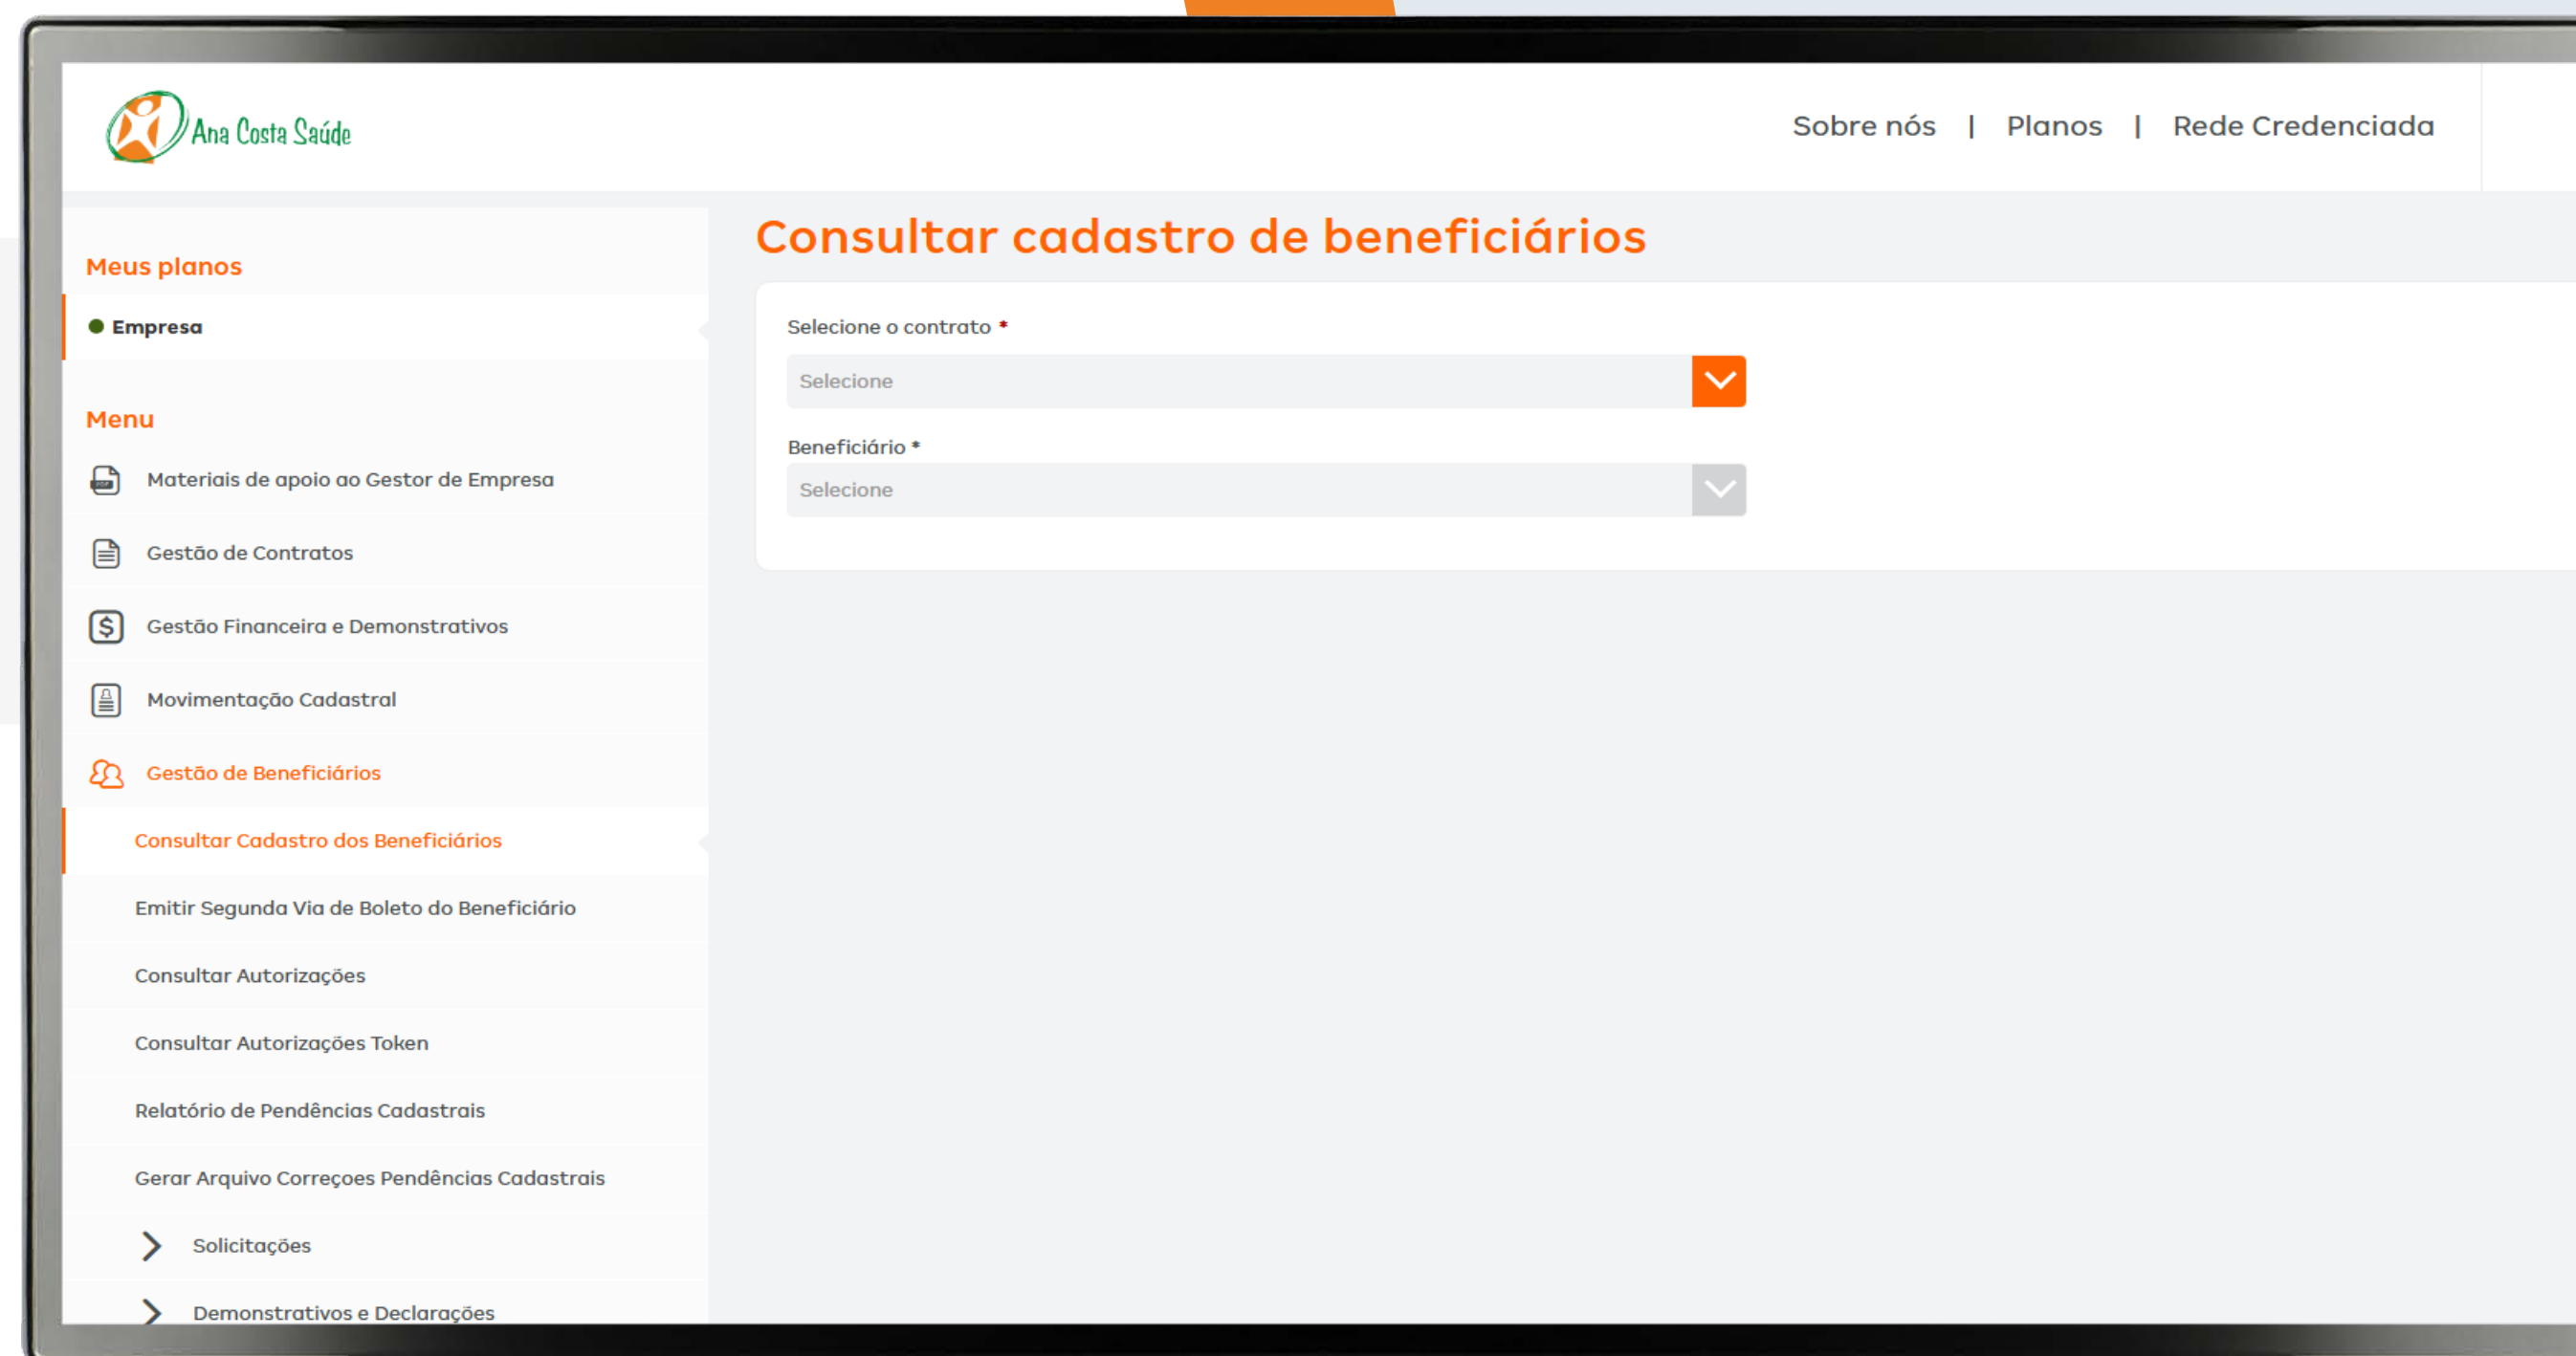 Ana Costa Saúde
Sobre nós | Planos | Rede Credenciada
Meus planos
Empresa
Menu
Materiais de apoio ao Gestor de Empresa
Gestão de Contratos
Gestão Financeira e Demonstrativos
Movimentação Cadastral
Gestão de Beneficiários
Consultar Cadastro dos Beneficiários
Emitir Segunda Via de Boleto do Beneficiário
Consultar Autorizações
Consultar Autorizações Token
Relatório de Pendências Cadastrais
Gerar Arquivo Correçoes Pendências Cadastrais
Solicitações
Demonstrativos e Declarações
Consultar cadastro de beneficiários
Selecione o contrato *
Selecione
Beneficiário *
Selecione